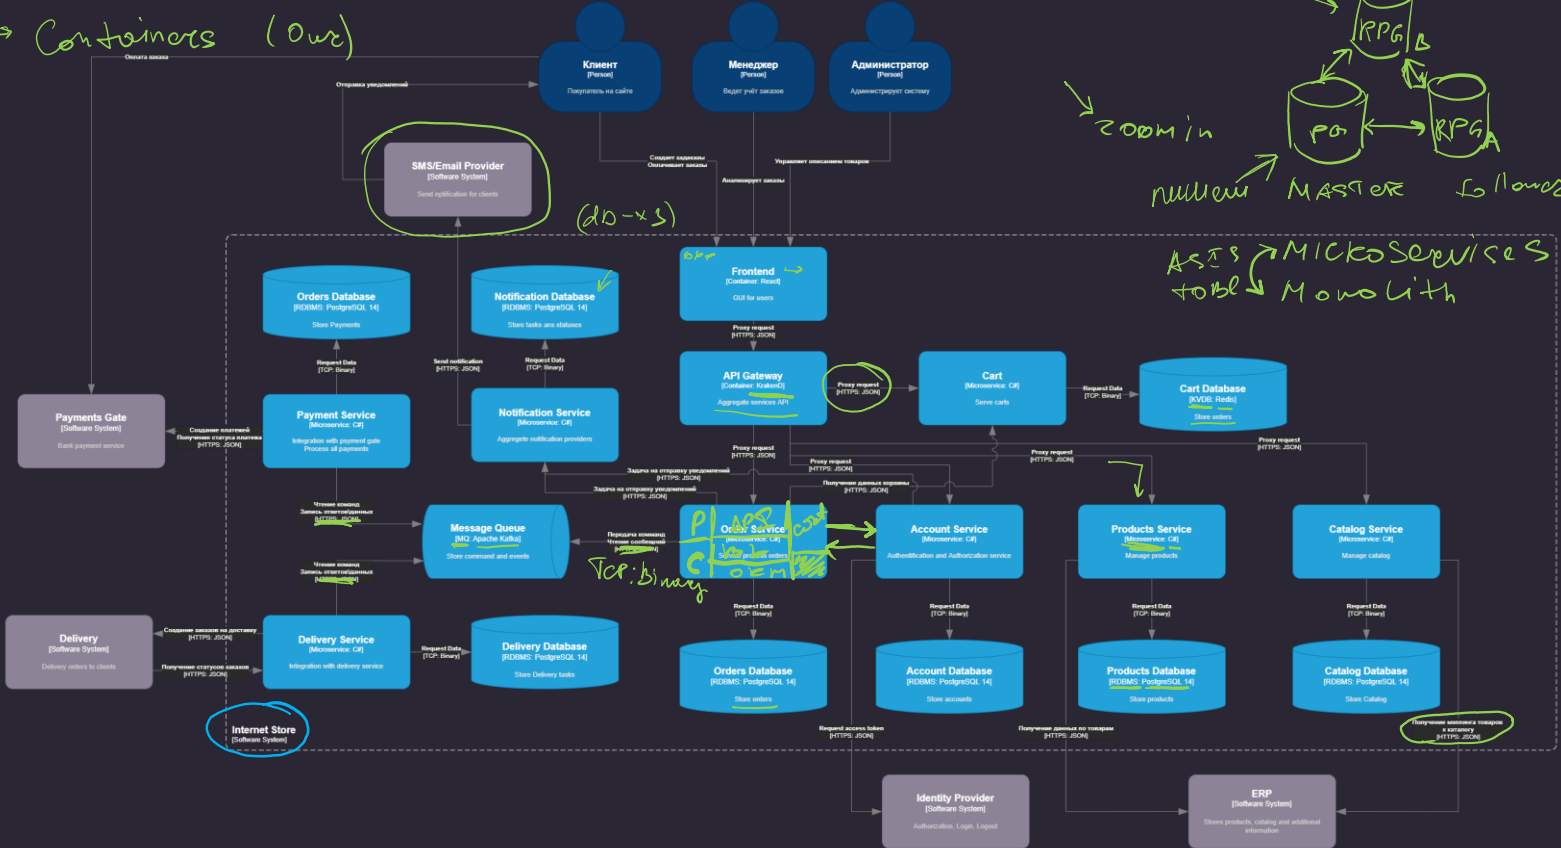 Containers (Our)
Клиент
[Person]
Покупатель на сайте
Менеджер
[Person]
Ведет учёт заказов
Администратор
[Person]
Администрирует систему
RPG B
PG
RPG A
zoom in
MASTER
Оплата заказа
Отправка уведомлений
SMS/Email Provider
[Software System]
Send notification for clients
Создает задказы
Оплачивает заказы
Анализирует заказы
Управляет описанием товаров
AS IS
MICROServiseS
to Be
Monolith
Orders Database
[RDBMS: PostgreSQL 14]
Store Payments
Notification Database
[RDBMS: PostgreSQL 14]
Store tasks ans statuses
Frontend
[Container: React]
GUI for users
Request Data
[TCP: Binary]
Send notification
[HTTPS: JSON]
Request Data
[TCP: Binary]
Proxy request
[HTTPS: JSON]
API Gateway
[Container: KrakenD]
Aggregate services API
Proxy request
[HTTPS: JSON]
Cart
[Microservice: C#]
Serve carts
Request Data
[TCP: Binary]
Cart Database
[KVDB: Redis]
Store orders
Payments Gate
[Software System]
Bank payment service
Создание платежей
Получение статуса платежа
[HTTPS: JSON]
Payment Service
[Microservice: C#]
Integration with payment gate
Process all payments
Notification Service
[Microservice: C#]
Aggregete notification providers
Proxy request
[HTTPS: JSON]
Proxy request
[HTTPS: JSON]
Proxy request
[HTTPS: JSON]
Proxy request
[HTTPS: JSON]
Задача на отправку уведомлений
[HTTPS: JSON]
Задача на отправку уведомлений
[HTTPS: JSON]
Получение данных корзины
[HTTPS: JSON]
Чтение команд
Запись ответов/данных
[HTTPS: JSON]
Message Queue
[MQ: Apache Kafka]
Store command and events
Передача команд
Чтение сообщений
TCP: Binary
Чтение команд
Запись ответов/данных
P
C
Account Service
[Microservice: C#]
Authentification and Authorization service
Products Service
[Microservice: C#]
Manage products
Catalog Service
[Microservice: C#]
Manage catalog
Delivery
[Software System]
Delivery orders to clients
Создание заказов на доставку
[HTTPS: JSON]
Получение статусов заказов
[HTTPS: JSON]
Delivery Service
[Microservice: C#]
Integration with delivery service
Request Data
[TCP: Binary]
Delivery Database
[RDBMS: PostgreSQL 14]
Store Delivery tasks
Request Data
[TCP: Binary]
Request Data
[TCP: Binary]
Request Data
[TCP: Binary]
Request Data
[TCP: Binary]
Orders Database
[RDBMS: PostgreSQL 14]
Store orders
Account Database
[RDBMS: PostgreSQL 14]
Store accounts
Products Database
[RDBMS: PostgreSQL 14]
Store products
Catalog Database
[RDBMS: PostgreSQL 14]
Store Catalog
Internet Store
[Software System]
Request access token
[HTTPS: JSON]
Получение данных по товарам
[HTTPS: JSON]
Получение маппинга товаров
к каталогу
[HTTPS: JSON]
Identity Provider
[Software System]
Authorization, Login, Logout
ERP
[Software System]
Stores products, catalog and additional
information